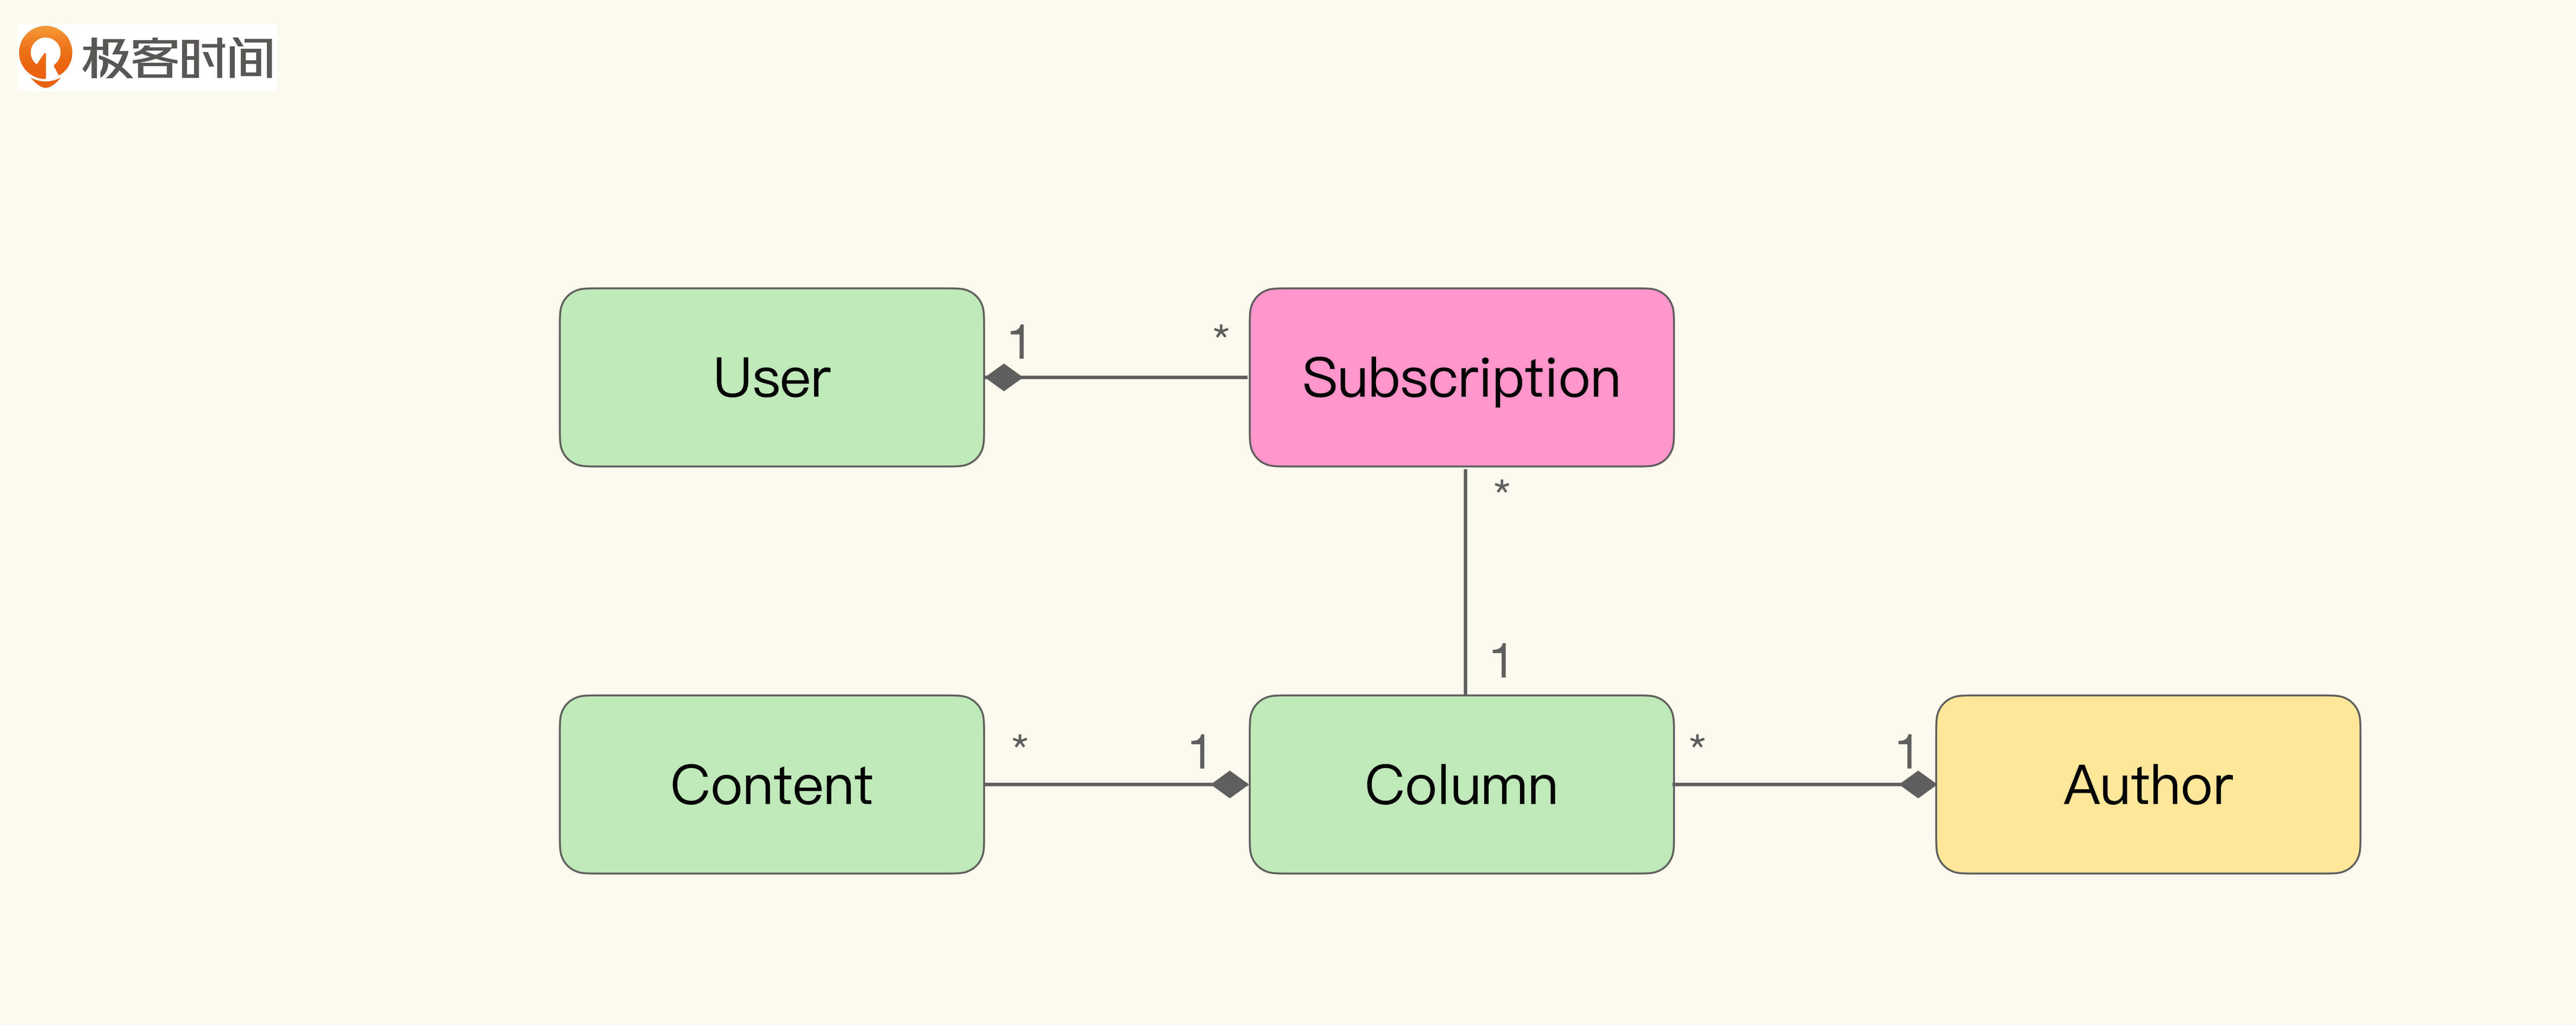 极客时间
User
1
*
Subscription
*
1
Content
*
1
Column
*
1
Author